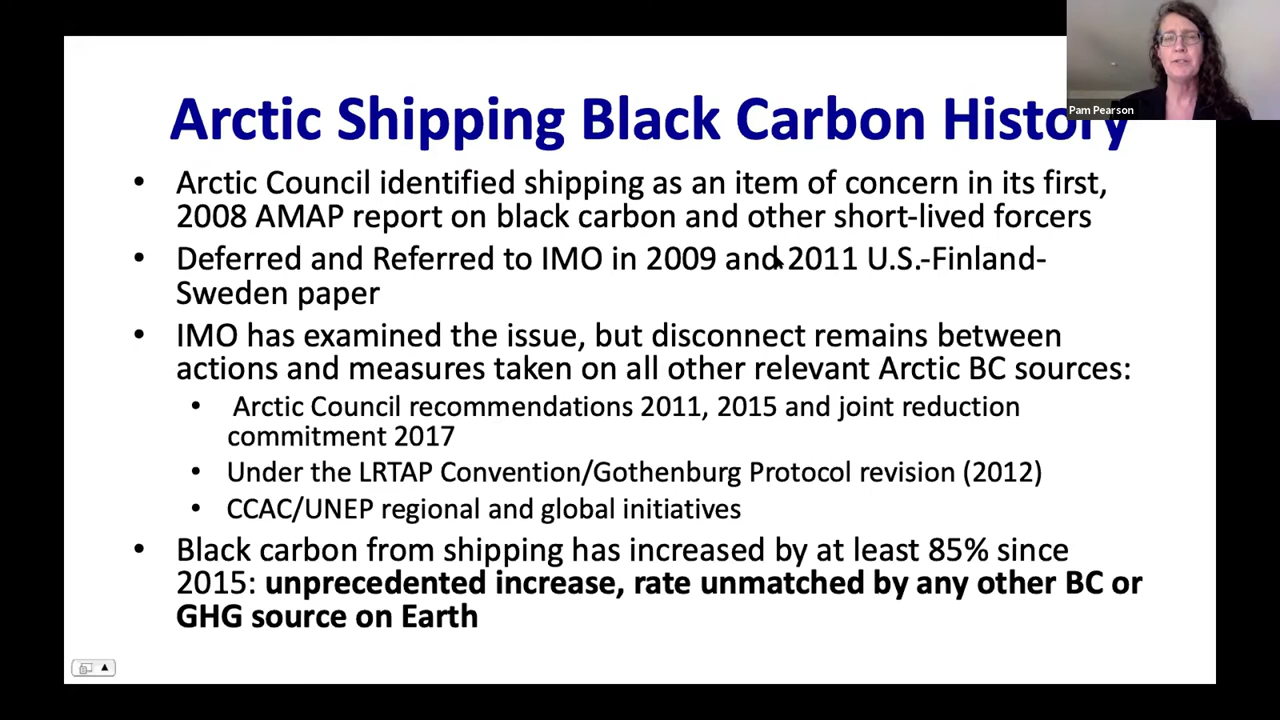 Arctic Shipping Black Carbon History
Pam Pearson
• Arctic Council identified shipping as an item of concern in its first,
2008 AMAP report on black carbon and other short-lived forcers
• Deferred and Referred to IMO in 2009 and 2011 U.S.-Finland-
Sweden paper
• IMO has examined the issue, but disconnect remains between
actions and measures taken on all other relevant Arctic BC sources:
• Arctic Council recommendations 2011, 2015 and joint reduction
commitment 2017
• Under the LRTAP Convention/Gothenburg Protocol revision (2012)
• CCAC/UNEP regional and global initiatives
• Black carbon from shipping has increased by at least 85% since
2015: unprecedented increase, rate unmatched by any other BC or
GHG source on Earth